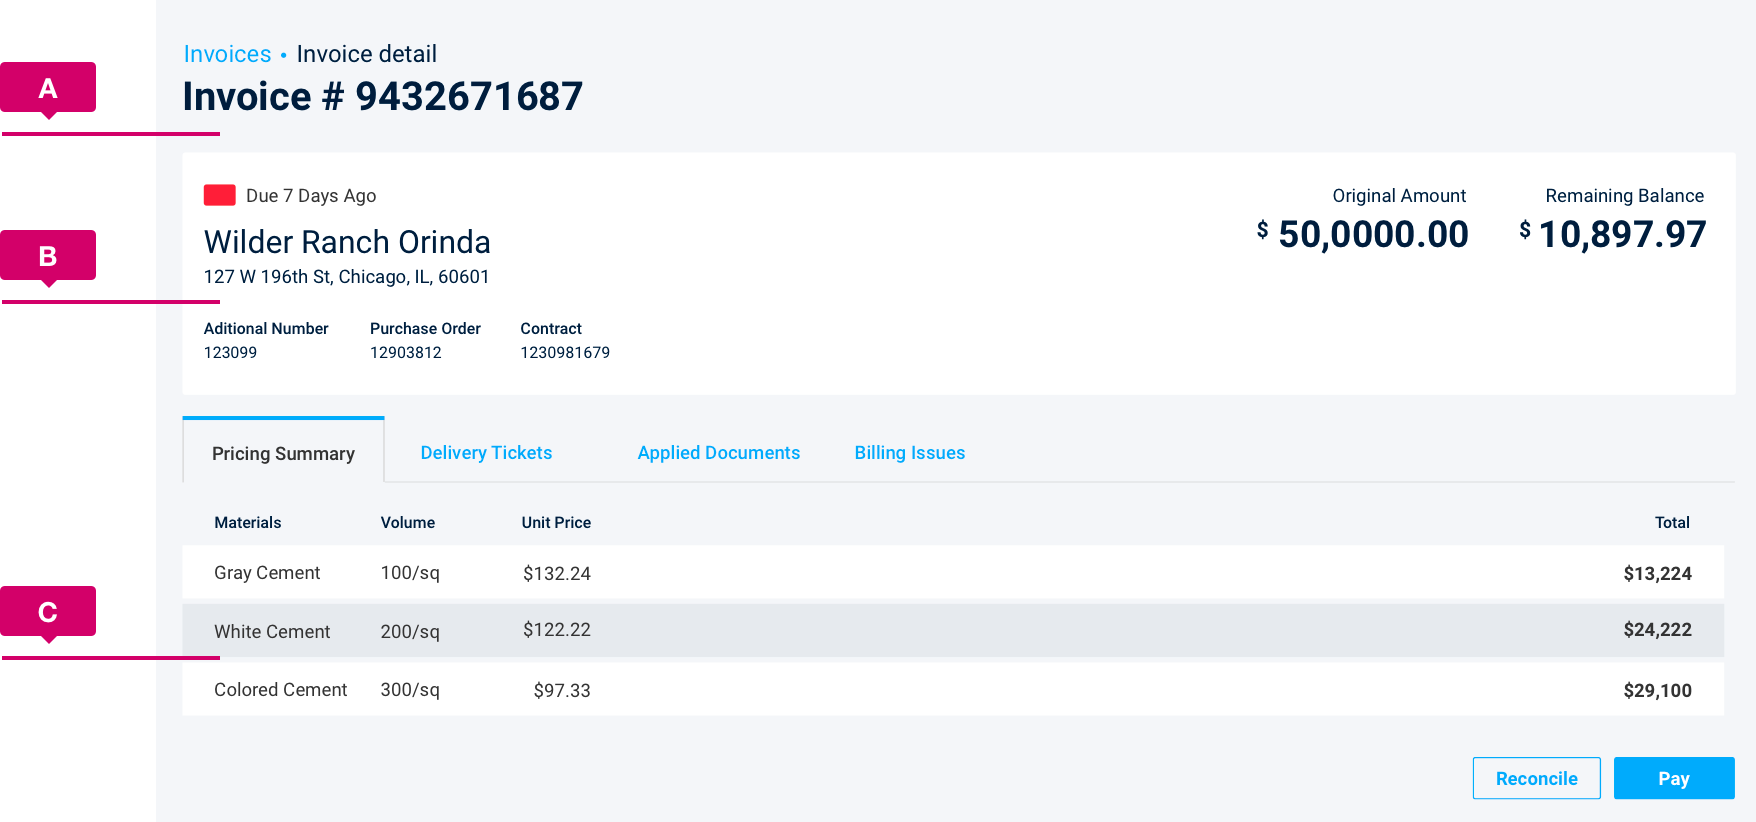 Invoices • Invoice detail
A
Invoice # 9432671687
Due 7 Days Ago
Original Amount
Remaining Balance
$ 50,0000.00
$ 10,897.97
B
Wilder Ranch Orinda
127 W 196th St, Chicago, IL, 60601
Aditional Number
Purchase Order
Contract
123099
12903812
1230981679
Pricing Summary
Delivery Tickets
Applied Documents
Billing Issues
Materials
Volume
Unit Price
Total
Gray Cement 100/sq $132.24 $13,224
C
White Cement 200/sq $122.22 $24,222
Colored Cement 300/sq $97.33 $29,100
Reconcile
Pay